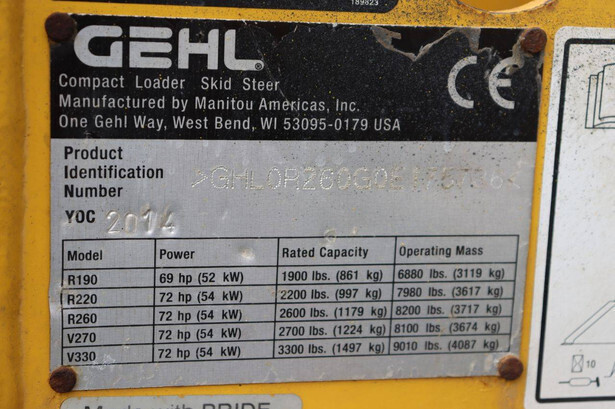 189823
GEHL®
Compact Loader Skid Steer
Manufactured by Manitou Americas, Inc.
One Gehl Way, West Bend, WI 53095-0179 USA
CE
Product
Identification
Number
YOC 2014
Model Power Rated Capacity Operating Mass
R190 69 hp (52 kW) 1900 lbs. (861 kg) 6880 lbs. (3119 kg)
R220 72 hp (54 kW) 2200 lbs. (997 kg) 7980 lbs. (3617 kg)
R260 72 hp (54 kW) 2600 lbs. (1179 kg) 8200 lbs. (3717 kg)
V270 72 hp (54 kW) 2700 lbs. (1224 kg) 8100 lbs. (3674 kg)
V330 72 hp (54 kW) 3300 lbs. (1497 kg) 9010 lbs. (4087 kg)
10
Made with PRIDE